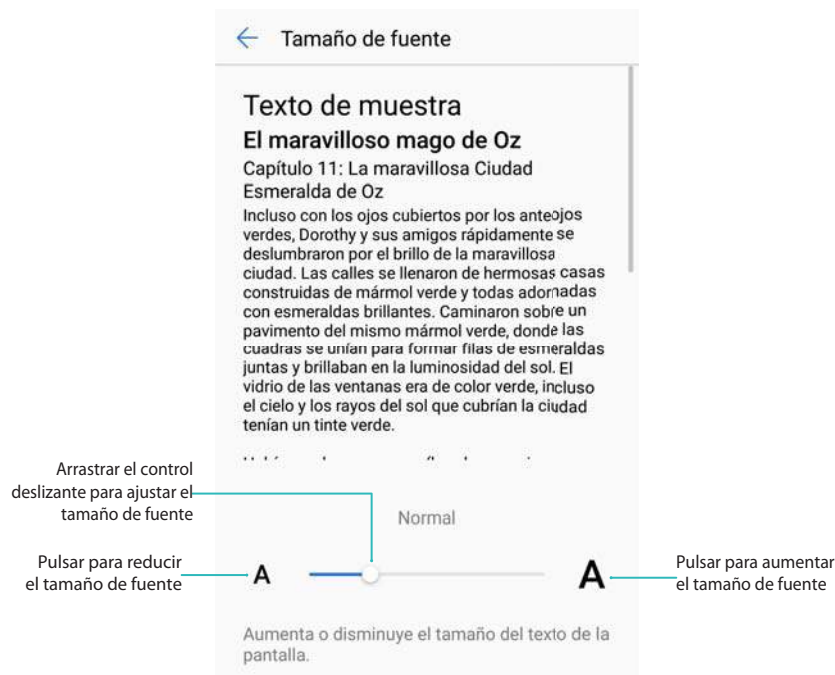 Tamaño de fuente
Texto de muestra
El maravilloso mago de Oz
Capítulo 11: La maravillosa Ciudad
Esmeralda de Oz
Incluso con los ojos cubiertos por los anteojos
verdes, Dorothy y sus amigos rápidamente se
deslumbraron por el brillo de la maravillosa
ciudad. Las calles se llenaron de hermosas casas
construidas de mármol verde y todas adornadas
con esmeraldas brillantes. Caminaron sobre un
pavimento del mismo mármol verde, donde las
cuadras se unían para formar filas de esmeraldas
juntas y brillaban en la luminosidad del sol. El
vidrio de las ventanas era de color verde, incluso
el cielo y los rayos del sol que cubrían la ciudad
tenían un tinte verde.
Arrastrar el control
deslizante para ajustar el
tamaño de fuente
Normal
Pulsar para reducir
el tamaño de fuente
A
A
Pulsar para aumentar
el tamaño de fuente
Aumenta o disminuye el tamaño del texto de la
pantalla.